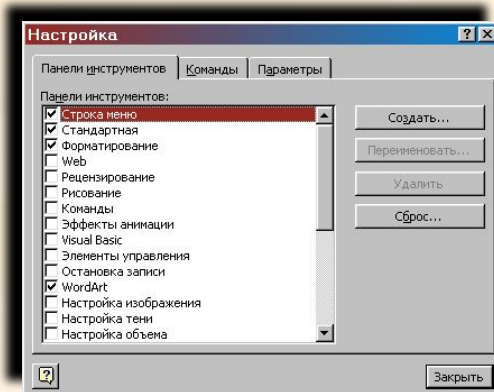 Настройка
Панели инструментов Команды Параметры
Панели инструментов:
Строка меню
Стандартная
Форматирование
Web
Рецензирование
Рисование
Команды
Эффекты анимации
Visual Basic
Элементы управления
Остановка записи
WordArt
Настройка изображения
Настройка тени
Настройка объема
Создать...
Переименовать...
Удалить
Сброс...
Закрыть